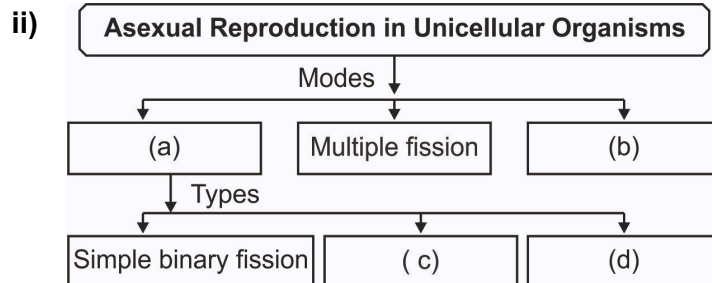 ii)
Asexual Reproduction in Unicellular Organisms
Modes
(a)
Multiple fission
(b)
Types
Simple binary fission
( c)
(d)